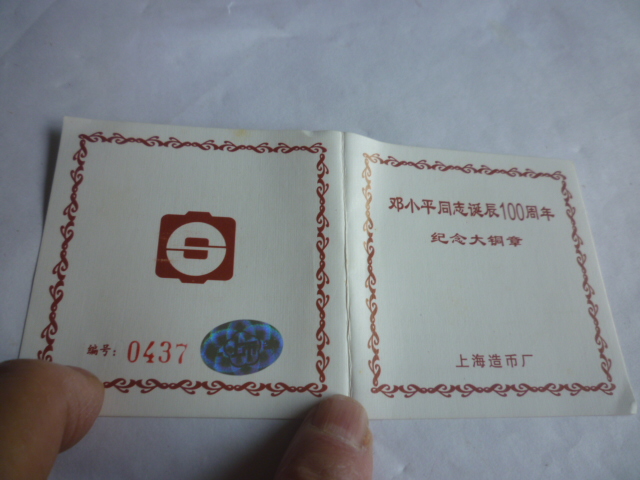 编号: 0437
邓小平同志诞辰100周年
纪念大铜章
上海造币厂